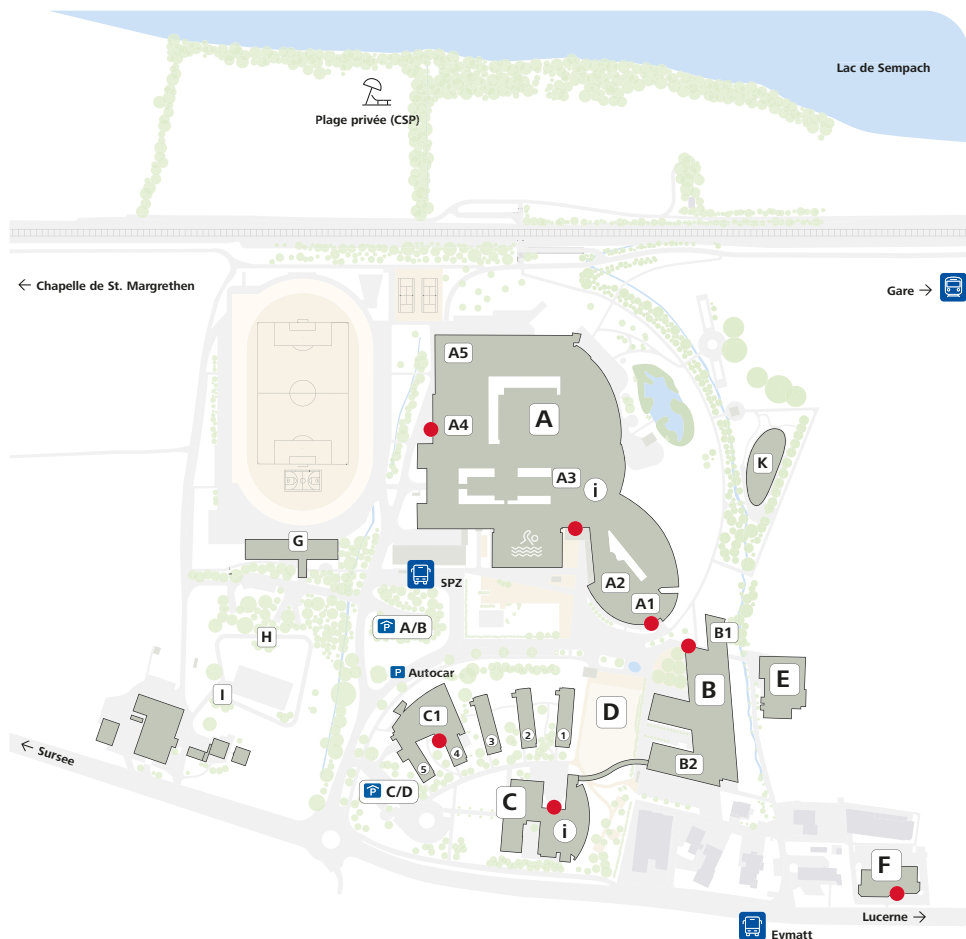 Lac de Sempach
Plage privée (CSP)
← Chapelle de St. Margrethen
Gare →
A5
A
A4
A3
i
K
G
SPZ
A2
A1
P A/B
B1
H
P Autocar
E
I
B
C1
D
1
2
3
4
5
B2
← Sursee
P C/D
C
i
F
Lucerne →
Eymatt